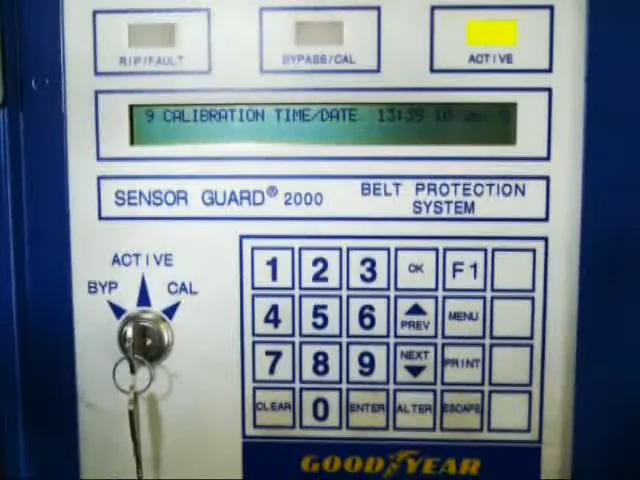 RIP/FAULT
BYPASS/CAL
ACTIVE
9 CALIBRATION TIME/DATE 13:39
SENSOR GUARD® 2000
BELT PROTECTION
SYSTEM
ACTIVE
BYP
CAL
1 2 3 OK F1
4 5 6 PREV MENU
7 8 9 NEXT PRINT
CLEAR 0 ENTER ALTER ESCAPE
GOODYEAR